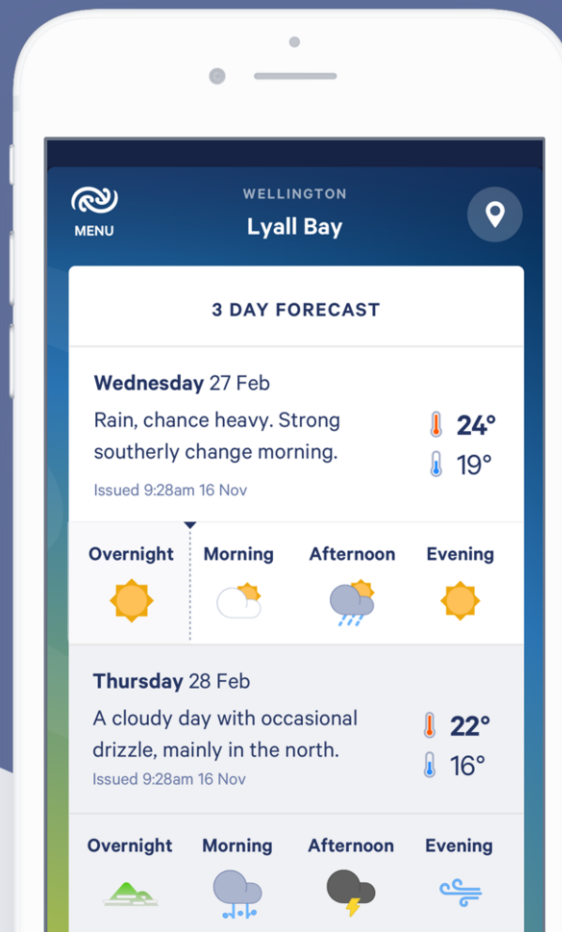 WELLINGTON
MENU
Lyall Bay
3 DAY FORECAST
Wednesday 27 Feb
Rain, chance heavy. Strong
southerly change morning.
24°
19°
Issued 9:28am 16 Nov
Overnight Morning Afternoon Evening
Thursday 28 Feb
A cloudy day with occasional
drizzle, mainly in the north.
22°
16°
Issued 9:28am 16 Nov
Overnight Morning Afternoon Evening